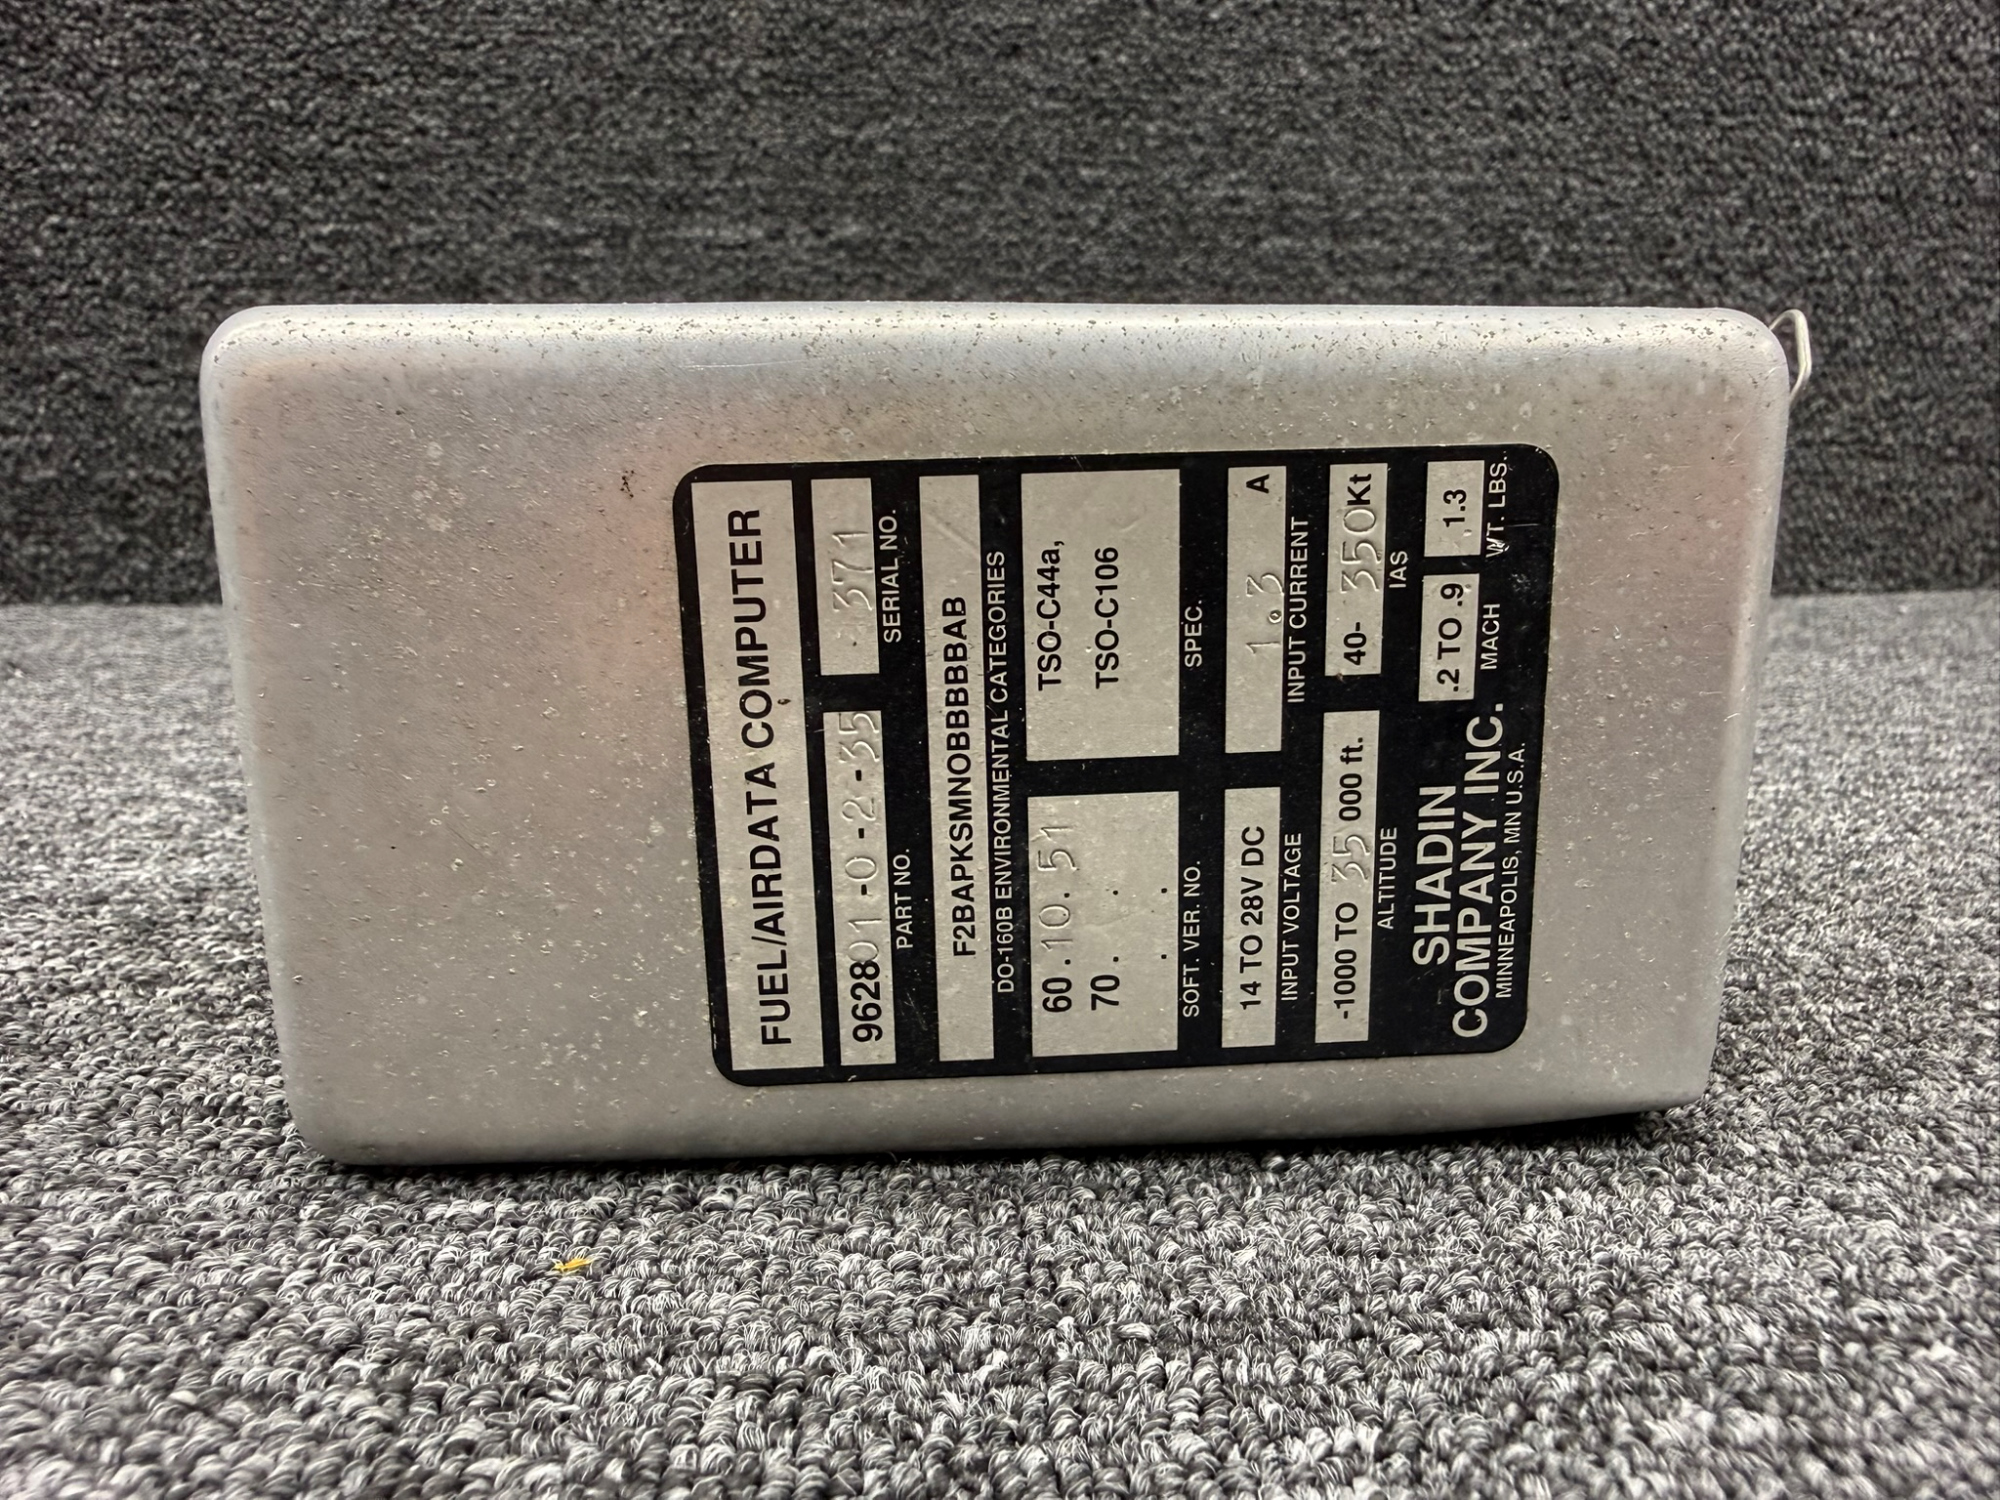 FUEL/AIRDATA COMPUTER
962801-0-2-35 371
PART NO. SERIAL NO.
F2BAPKSMNOBBBBBBAB
DO-160B ENVIRONMENTAL CATEGORIES
60.10.51 TSO-C44a,
70. . TSO-C106
. .
SOFT. VER. NO. SPEC.
14 TO 28V DC 1.3 A
INPUT VOLTAGE INPUT CURRENT
-1000 TO 35 000 ft. 40- 350Kt
ALTITUDE IAS
SHADIN .2 TO .9 1.3
COMPANY INC. MACH WT. LBS.
MINNEAPOLIS, MN U.S.A.